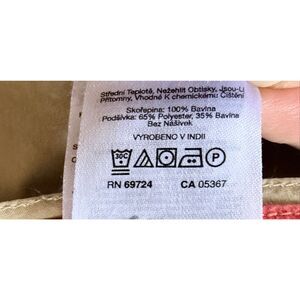 Střední Teplotě, Nežehlit Obtisky, Jsou-Li
Přítomny, Vhodné K Chemickému Čištění
Skořepina: 100% Bavlna
Podšívka: 65% Polyester, 35% Bavlna
Bez Nášivek
VYROBENO V INDII
30C
RN 69724 CA 05367